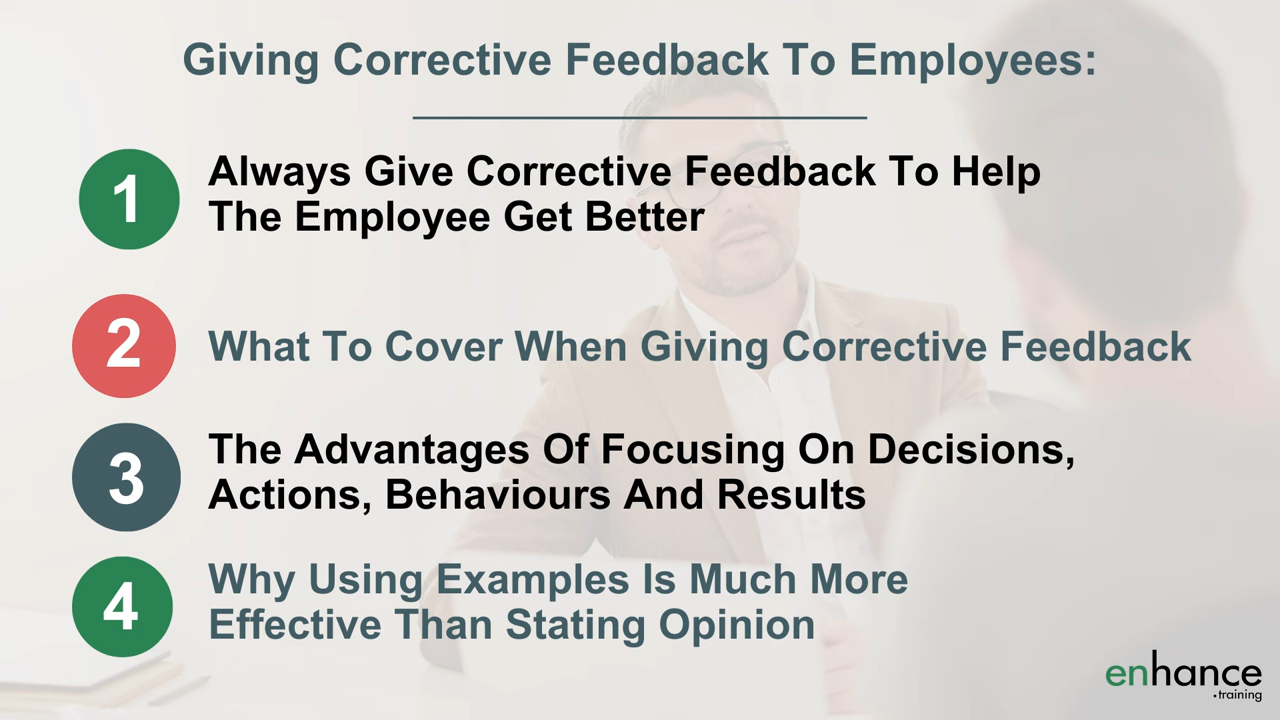 Giving Corrective Feedback To Employees:
1
Always Give Corrective Feedback To Help
The Employee Get Better
2
What To Cover When Giving Corrective Feedback
3
The Advantages Of Focusing On Decisions,
Actions, Behaviours And Results
4
Why Using Examples Is Much More
Effective Than Stating Opinion
enhance
.training